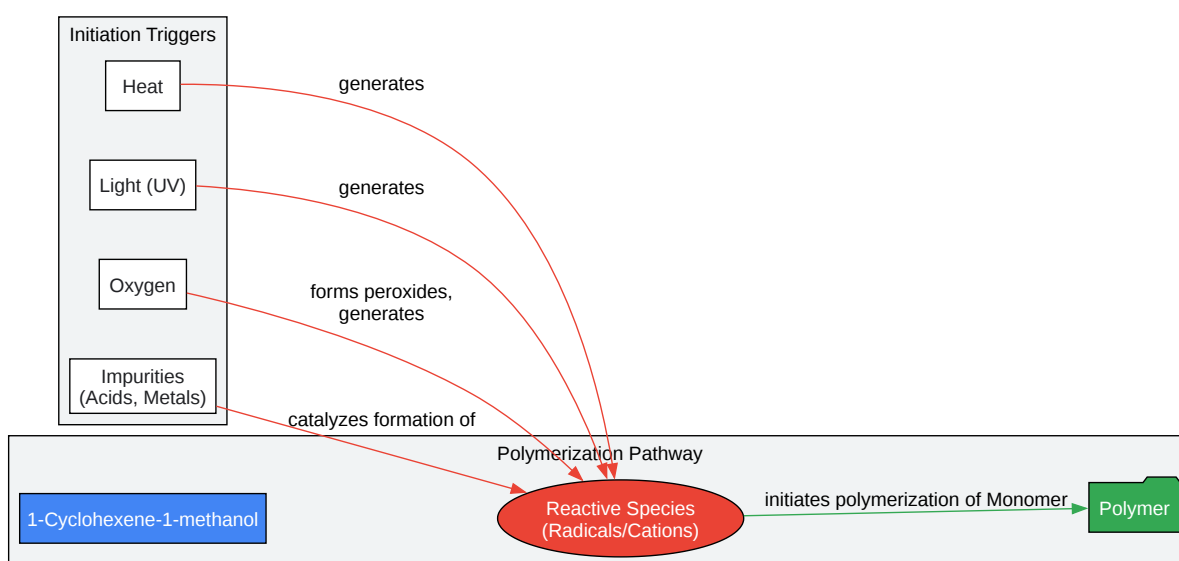 Initiation Triggers
Heat
generates
Light (UV)
generates
Oxygen
forms peroxides,
generates
Impurities
(Acids, Metals)
catalyzes formation of
Polymerization Pathway
1-Cyclohexene-1-methanol
Reactive Species
(Radicals/Cations)
initiates polymerization of Monomer
Polymer